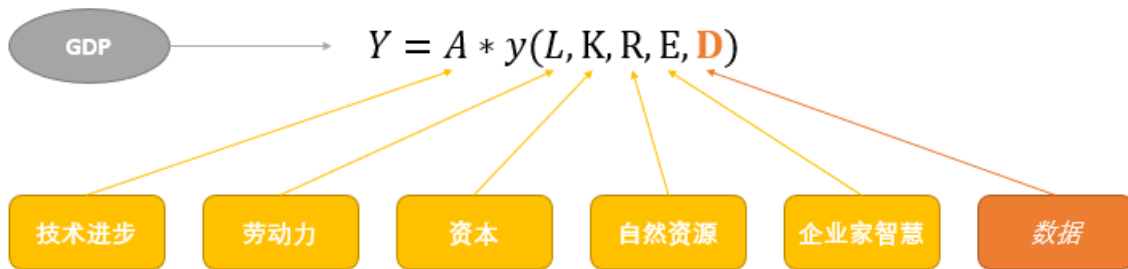 GDP
Y = A * y(L, K, R, E, D)
技术进步 劳动力 资本 自然资源 企业家智慧 数据